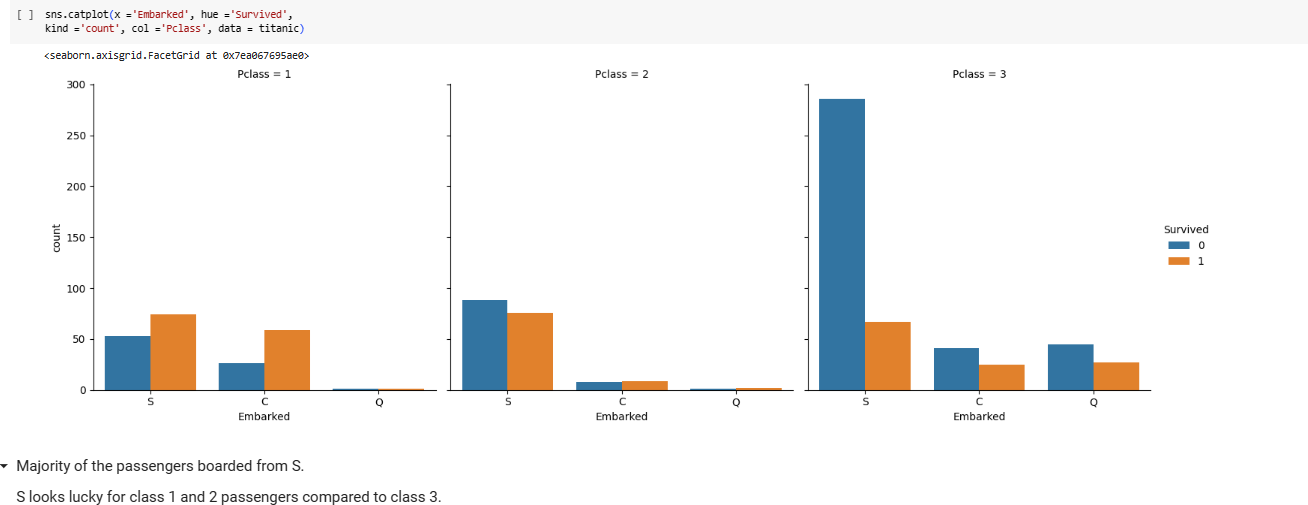 [ ] sns.catplot(x ='Embarked', hue ='Survived',
kind ='count', col ='Pclass', data = titanic)
<seaborn.axisgrid.FacetGrid at 0x7ea067695ae0>
Pclass = 1 Pclass = 2 Pclass = 3
300
250
200
150
100
50
0
count
Survived
0
1
S C Q S C Q S C Q
Embarked Embarked Embarked
Majority of the passengers boarded from S.
S looks lucky for class 1 and 2 passengers compared to class 3.